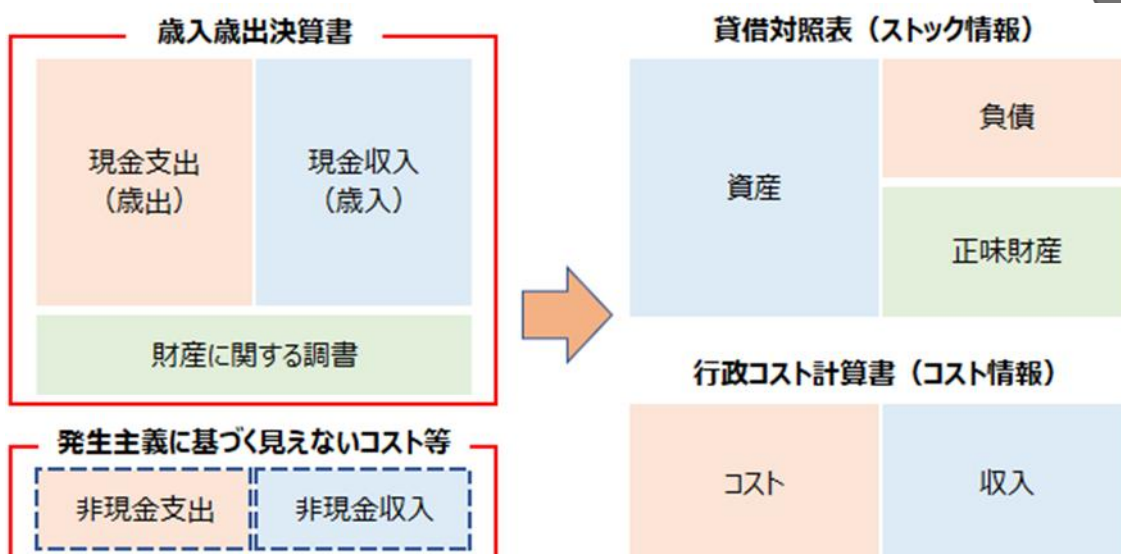 歳入歳出決算書
現金支出
（歳出）
現金収入
（歳入）
財産に関する調書
発生主義に基づく見えないコスト等
非現金支出
非現金収入
貸借対照表（ストック情報）
資産
負債
正味財産
行政コスト計算書（コスト情報）
コスト
収入